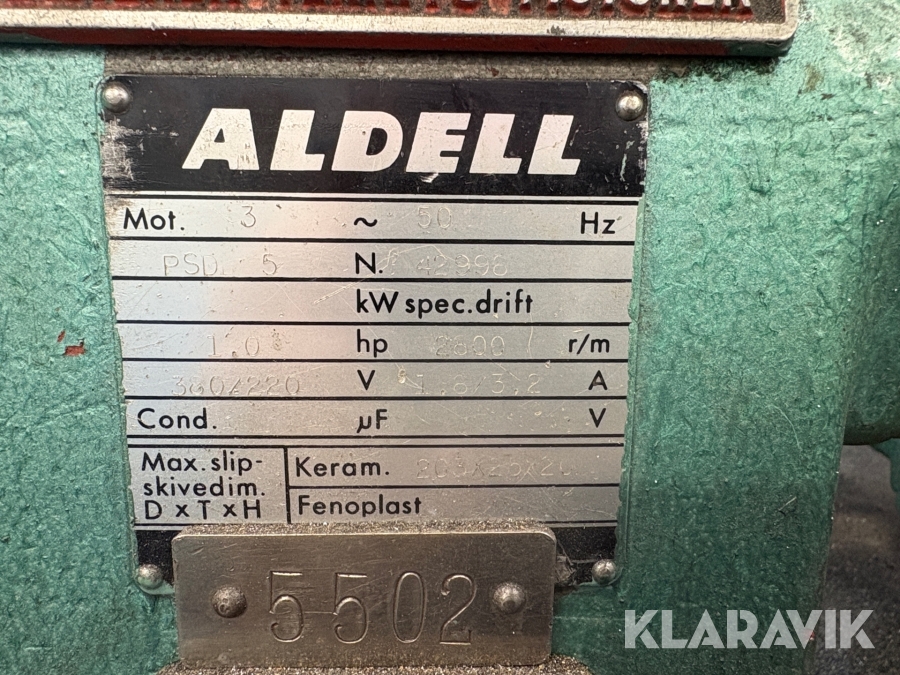 ALDELL
Mot. 3 ~ 50 Hz
PSD 5 N. 42996
kW spec.drift
1.0 hp 2800 r/m
380/220 V 1.8/3.2 A
Cond. µF V
Max. slip-
skivedim.
D x T x H
Keram.
Fenoplast
5502
KLARAVIK